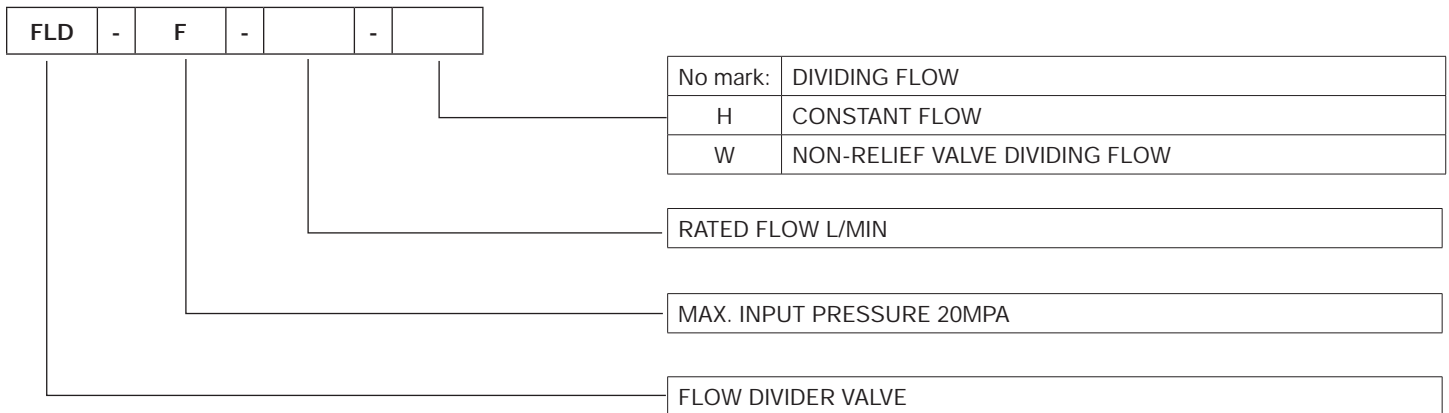 FLD - F - -
No mark: DIVIDING FLOW
H CONSTANT FLOW
W NON-RELIEF VALVE DIVIDING FLOW
RATED FLOW L/MIN
MAX. INPUT PRESSURE 20MPA
FLOW DIVIDER VALVE